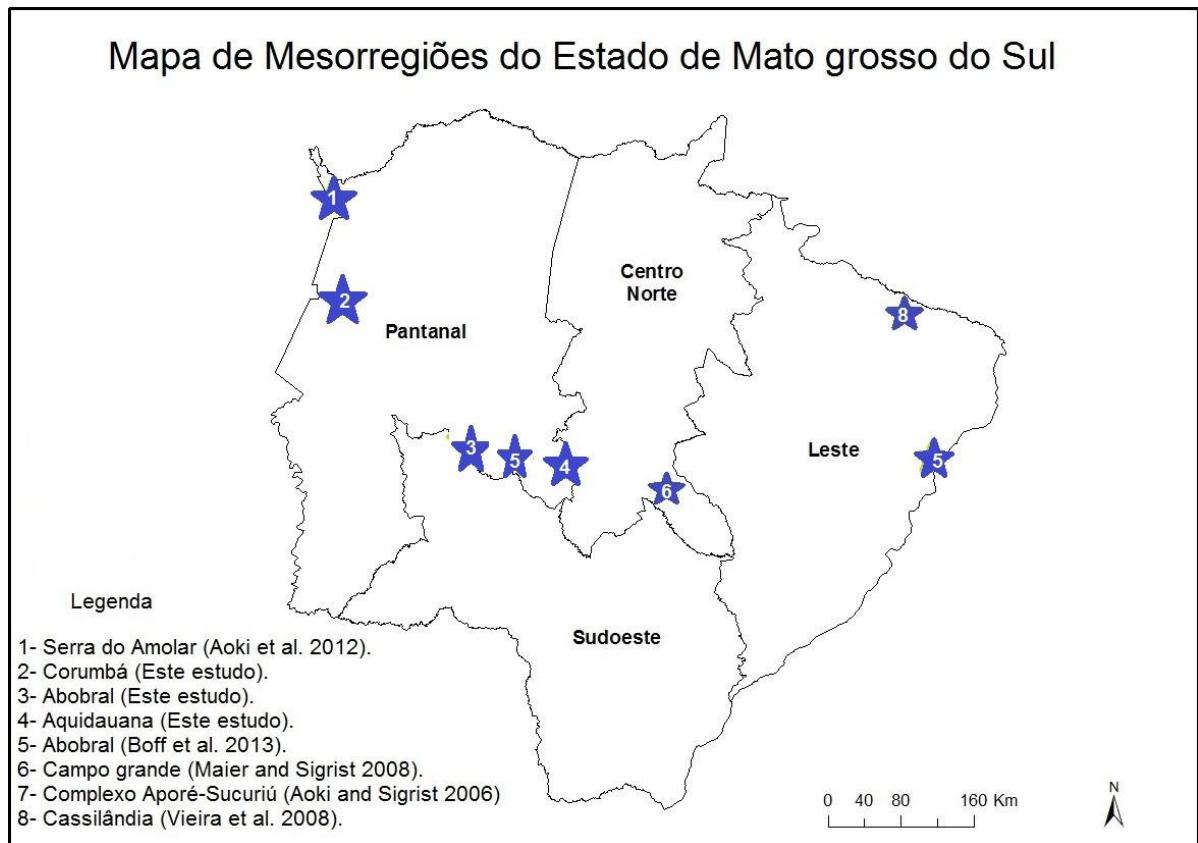 Mapa de Mesorregiões do Estado de Mato grosso do Sul
1
Centro
Norte
2
8
Pantanal
3
5
4
Leste
5
6
Sudoeste
Legenda
1- Serra do Amolar (Aoki et al. 2012).
2- Corumbá (Este estudo).
3- Abobral (Este estudo).
4- Aquidauana (Este estudo).
5- Abobral (Boff et al. 2013).
6- Campo grande (Maier and Sigrist 2008).
7- Complexo Aporé-Sucuriú (Aoki and Sigrist 2006)
8- Cassilândia (Vieira et al. 2008).
0 40 80 160 Km
N